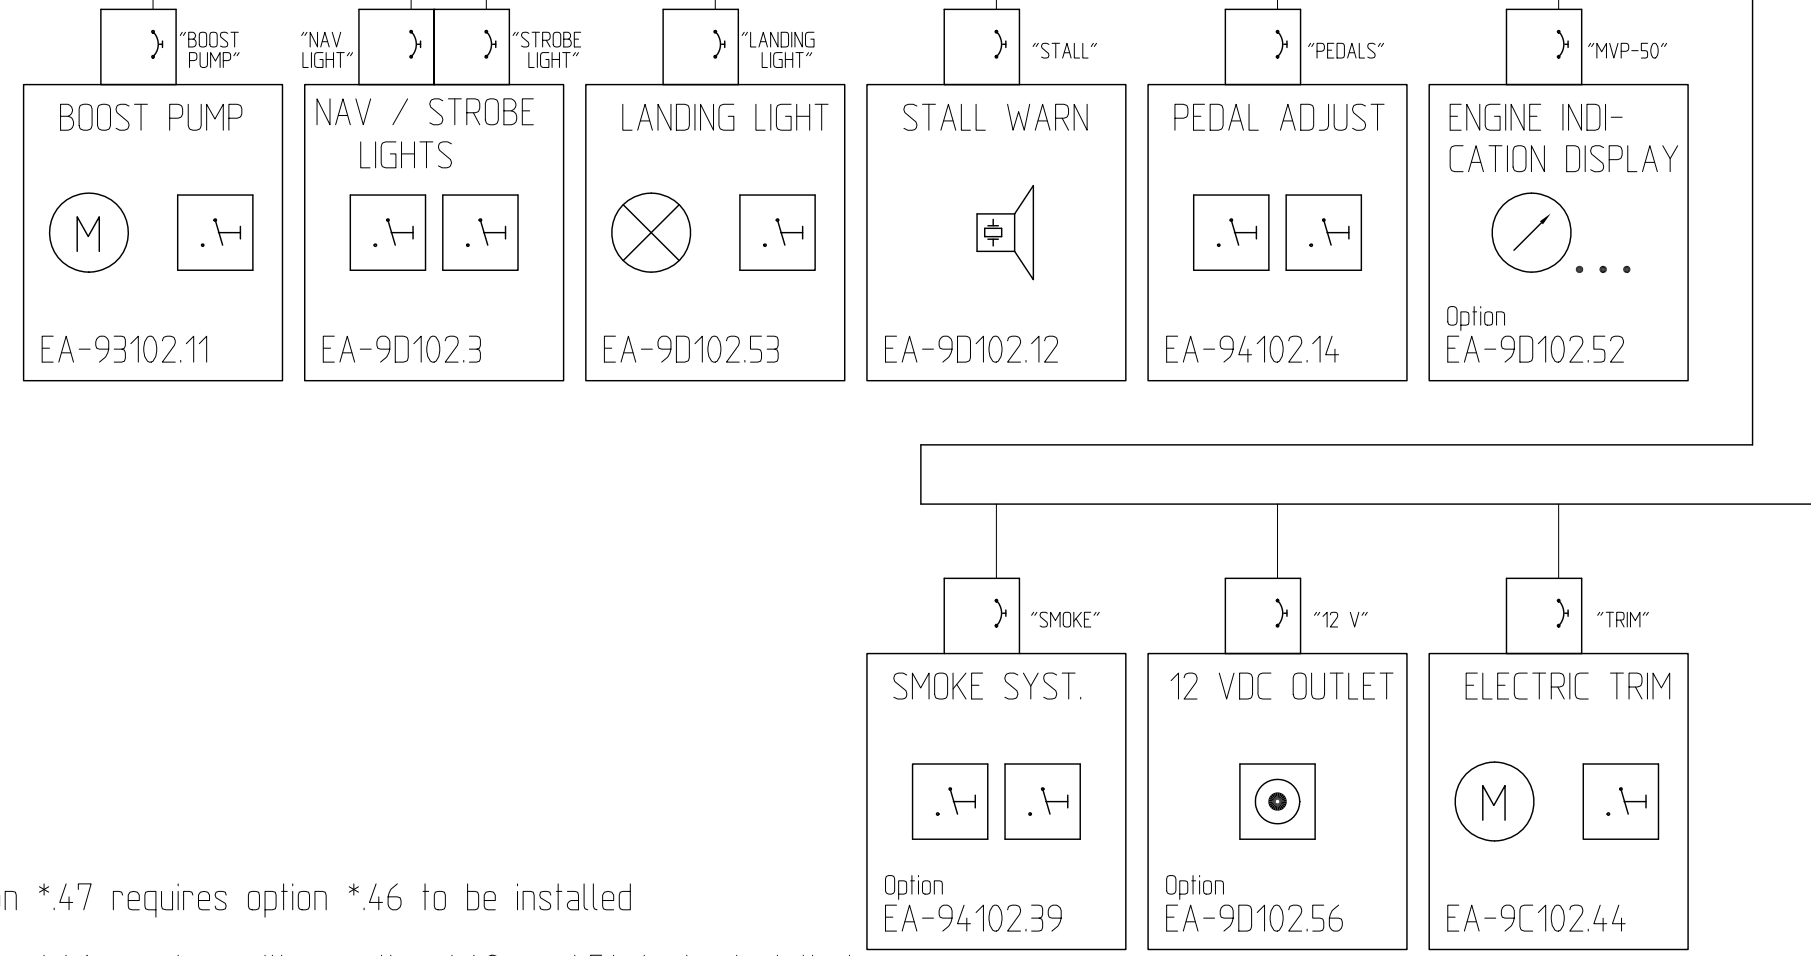 "BOOST
PUMP"
"NAV
LIGHT"
"STROBE
LIGHT"
"LANDING
LIGHT"
"STALL"
"PEDALS"
"MVP-50"
BOOST PUMP
M
EA-93102.11
NAV / STROBE
LIGHTS
EA-9D102.3
LANDING LIGHT
EA-9D102.53
STALL WARN
EA-9D102.12
PEDAL ADJUST
EA-94102.14
ENGINE INDI-
CATION DISPLAY
Option
EA-9D102.52
"SMOKE"
"12 V"
"TRIM"
SMOKE SYST.
Option
EA-94102.39
12 VDC OUTLET
Option
EA-9D102.56
ELECTRIC TRIM
M
EA-9C102.44
*.47 requires option *.46 to be installed